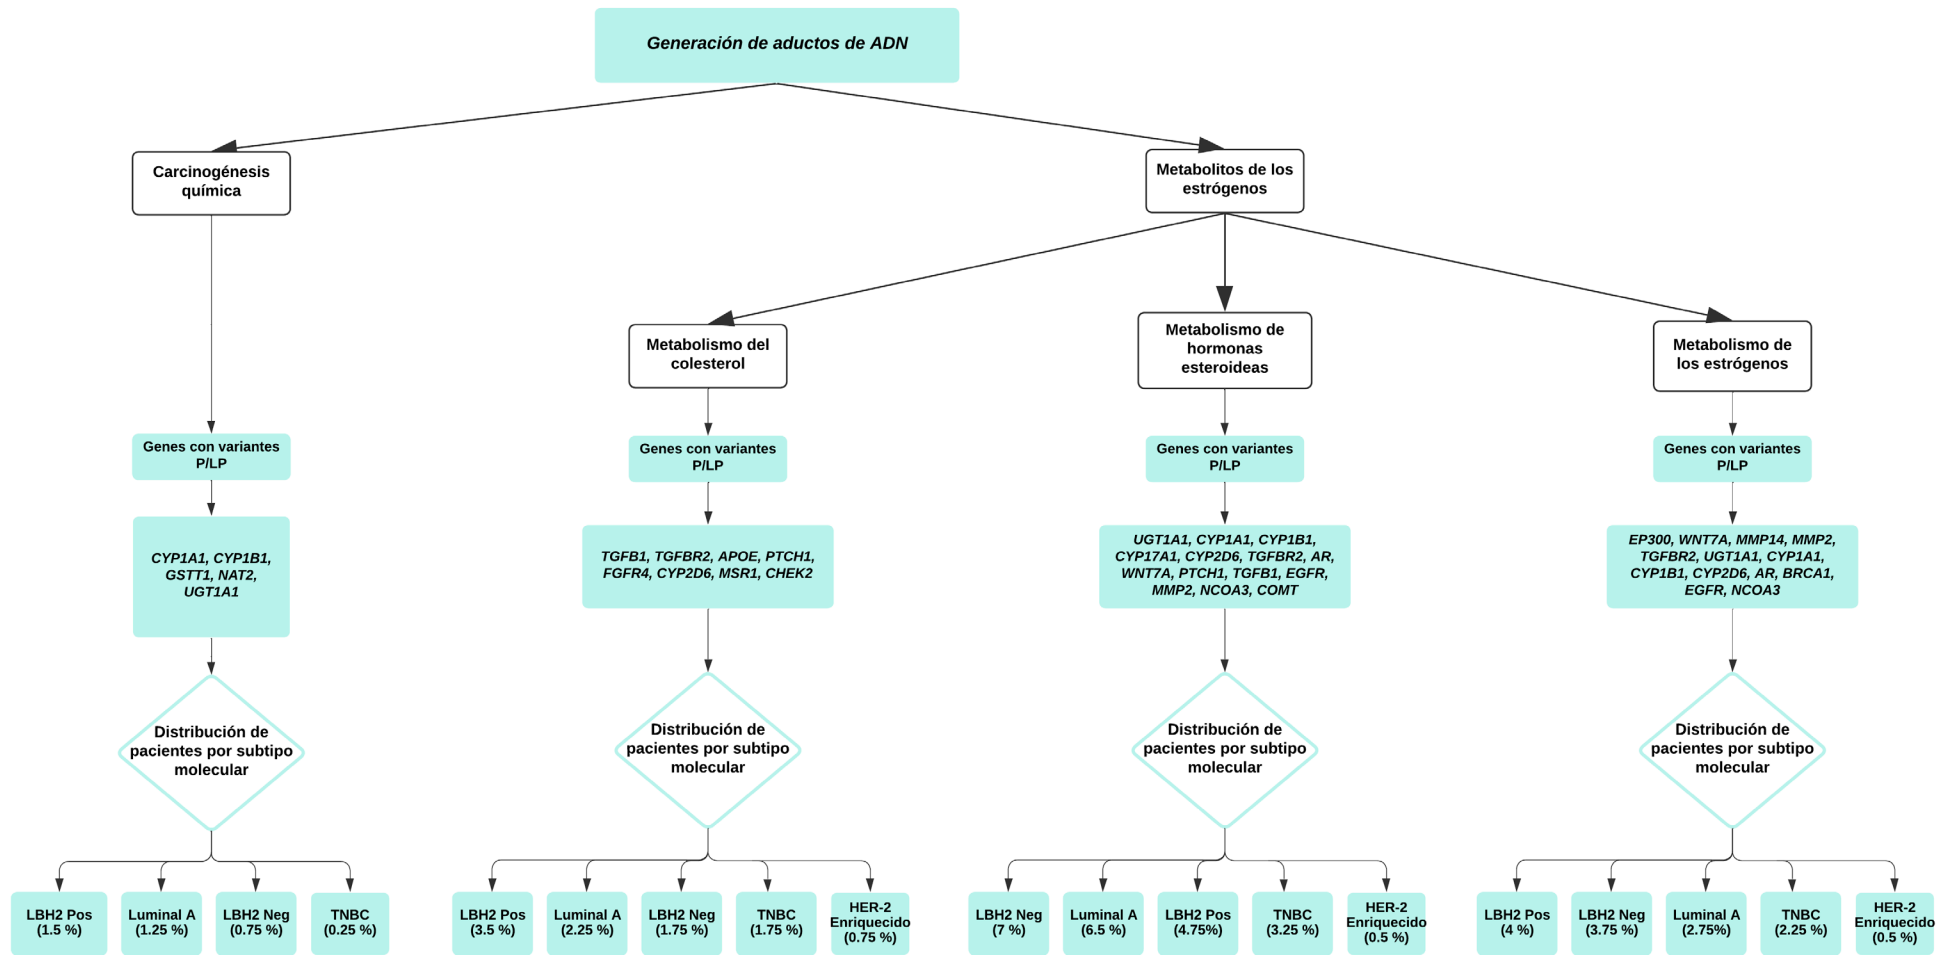 Generación de aductos de ADN
Carcinogénesis
química
Metabolitos de los
estrógenos
Metabolismo del
colesterol
Metabolismo de
hormonas
esteroideas
Metabolismo de
los estrógenos
Genes con variantes
P/LP
Genes con variantes
P/LP
Genes con variantes
P/LP
Genes con variantes
P/LP
CYP1A1, CYP1B1,
GSTT1, NAT2,
UGT1A1
TGFB1, TGFBR2, APOE, PTCH1,
FGFR4, CYP2D6, MSR1, CHEK2
UGT1A1, CYP1A1, CYP1B1,
CYP17A1, CYP2D6, TGFBR2, AR,
WNT7A, PTCH1, TGFB1, EGFR,
MMP2, NCOA3, COMT
EP300, WNT7A, MMP14, MMP2,
TGFBR2, UGT1A1, CYP1A1,
CYP1B1, CYP2D6, AR, BRCA1,
EGFR, NCOA3
Distribución de
pacientes por subtipo
molecular
Distribución de
pacientes por subtipo
molecular
Distribución de
pacientes por subtipo
molecular
Distribución de
pacientes por subtipo
molecular
LBH2 Pos
(1.5 %)
Luminal A
(1.25 %)
LBH2 Neg
(0.75 %)
TNBC
(0.25 %)
LBH2 Pos
(3.5 %)
Luminal A
(2.25 %)
LBH2 Neg
(1.75 %)
TNBC
(1.75 %)
HER-2
Enriquecido
(0.75 %)
LBH2 Neg
(7 %)
Luminal A
(6.5 %)
LBH2 Pos
(4.75%)
TNBC
(3.25 %)
HER-2
Enriquecido
(0.5 %)
LBH2 Pos
(4 %)
LBH2 Neg
(3.75 %)
Luminal A
(2.75%)
TNBC
(2.25 %)
HER-2
Enriquecido
(0.5 %)